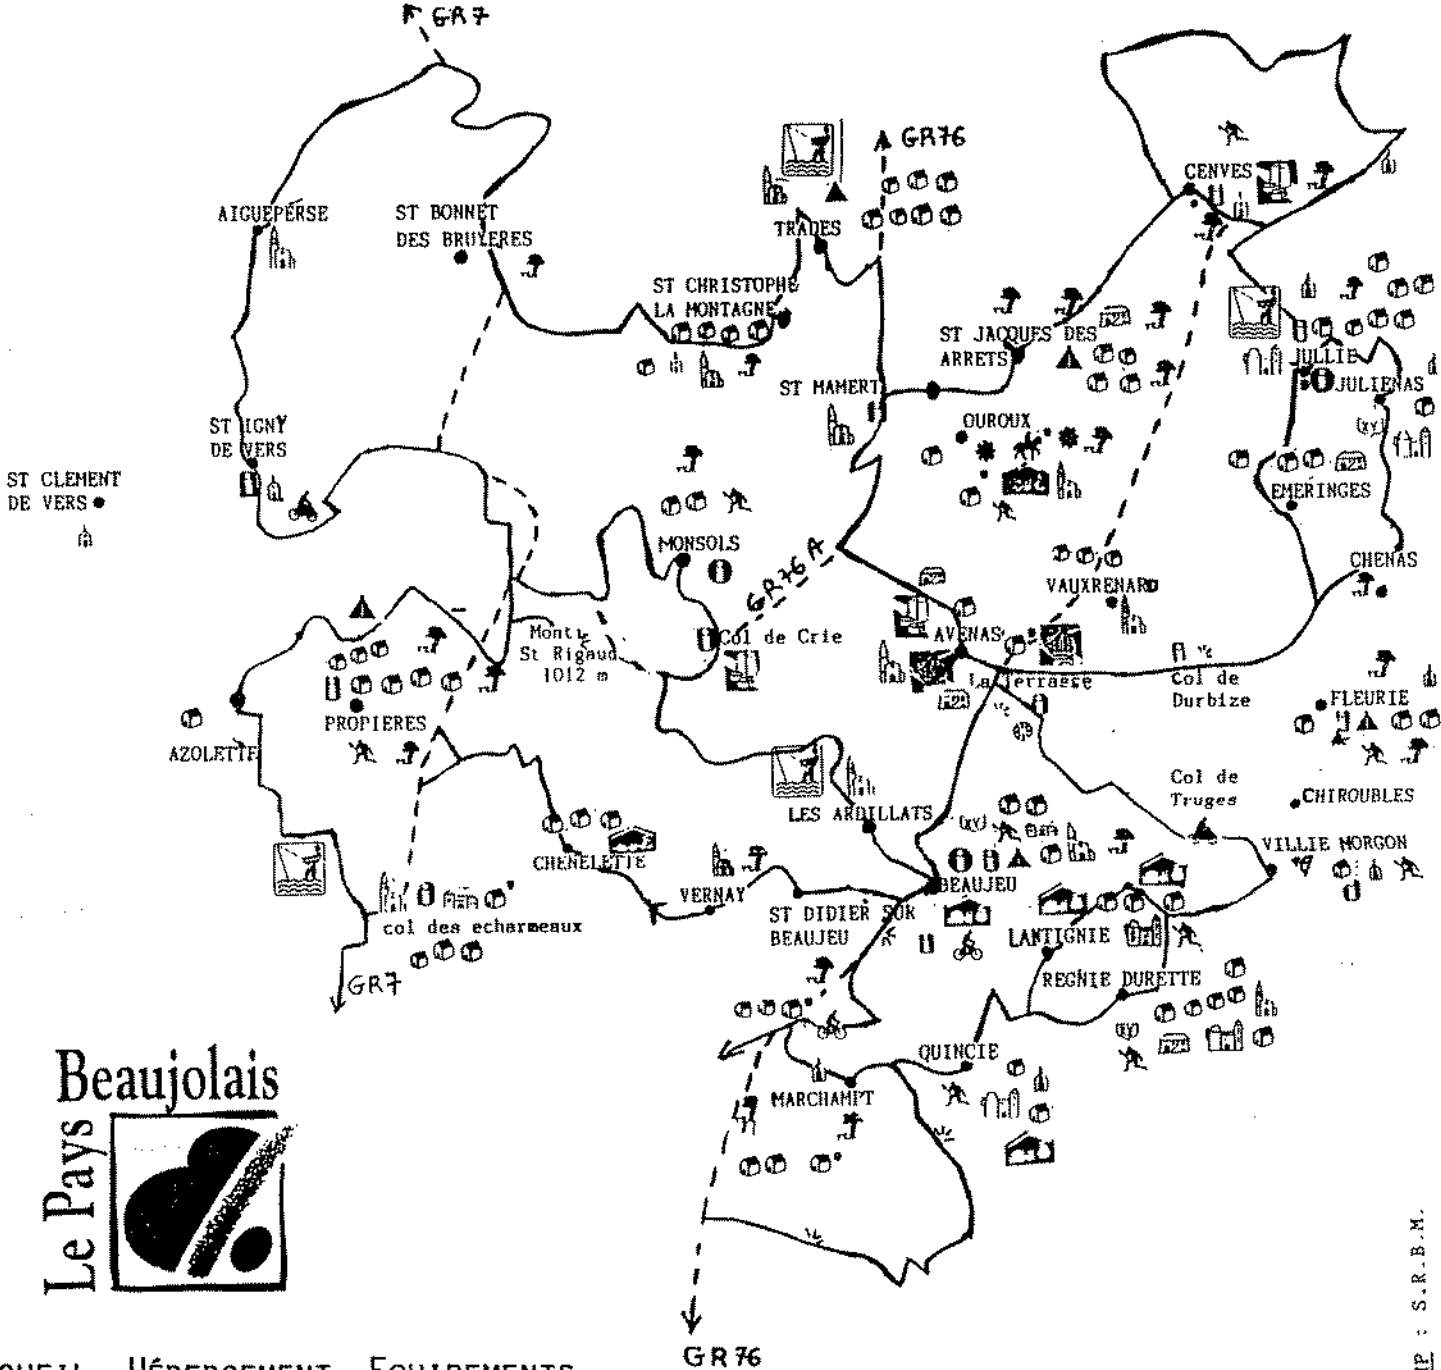 GR7
GR76
CENVES
AIGUEPERSE
ST BONNET
DES BRUYERES
TRADES
ST CHRISTOPHE
LA MONTAGNE
ST JACQUES DES
ARRETS
JULLIE
JULIENAS
ST MAMERT
OUROUX
ST IGNY
DE VERS
ST CLEMENT
DE VERS
EMERINGES
MONSOLS
GR76A
CHENAS
VAUXRENARD
Mont
St Rigaud
1012 m
Col de Crie
AVENAS
La Terrasse
Col de
Durbize
PROPIERES
FLEURIE
AZOLETTE
Col de
Truges
CHIROUBLES
LES ARDILLATS
VILLIE MORGON
CHENELETTE
BEAUJEU
VERNAY
ST DIDIER SUR
BEAUJEU
col des echarmeaux
LANTIGNIE
REGNIE DURETTE
GR7
QUINCIE
MARCHAMPT
Beaujolais
Le Pays
S.R.B.M.
GR76